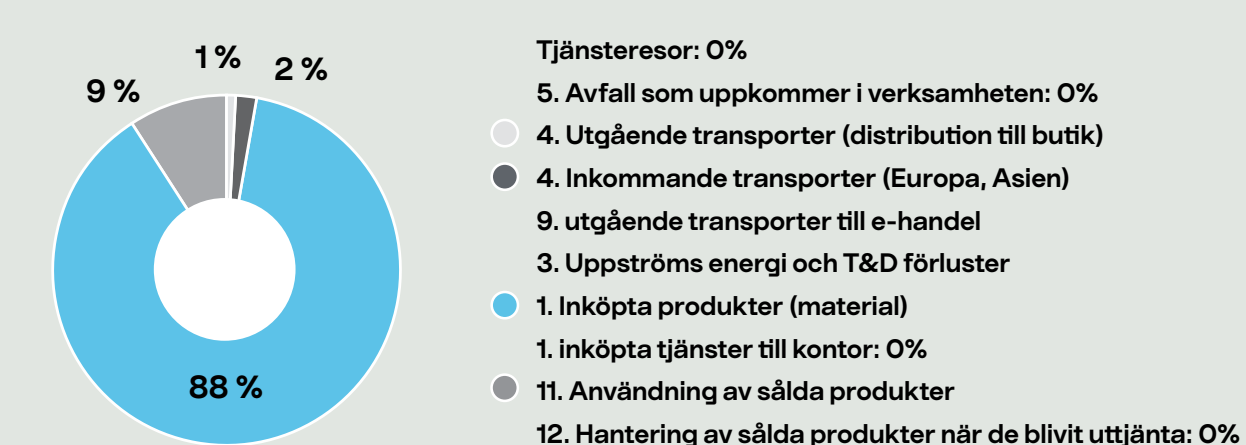 1 %
2 %
9 %
88 %
Tjänsteresor: 0%
5. Avfall som uppkommer i verksamheten: 0%
4. Utgående transporter (distribution till butik)
4. Inkommande transporter (Europa, Asien)
9. utgående transporter till e-handel
3. Uppströms energi och T&D förluster
1. Inköpta produkter (material)
1. inköpta tjänster till kontor: 0%
11. Användning av sålda produkter
12. Hantering av sålda produkter när de blivit uttjänta: 0%